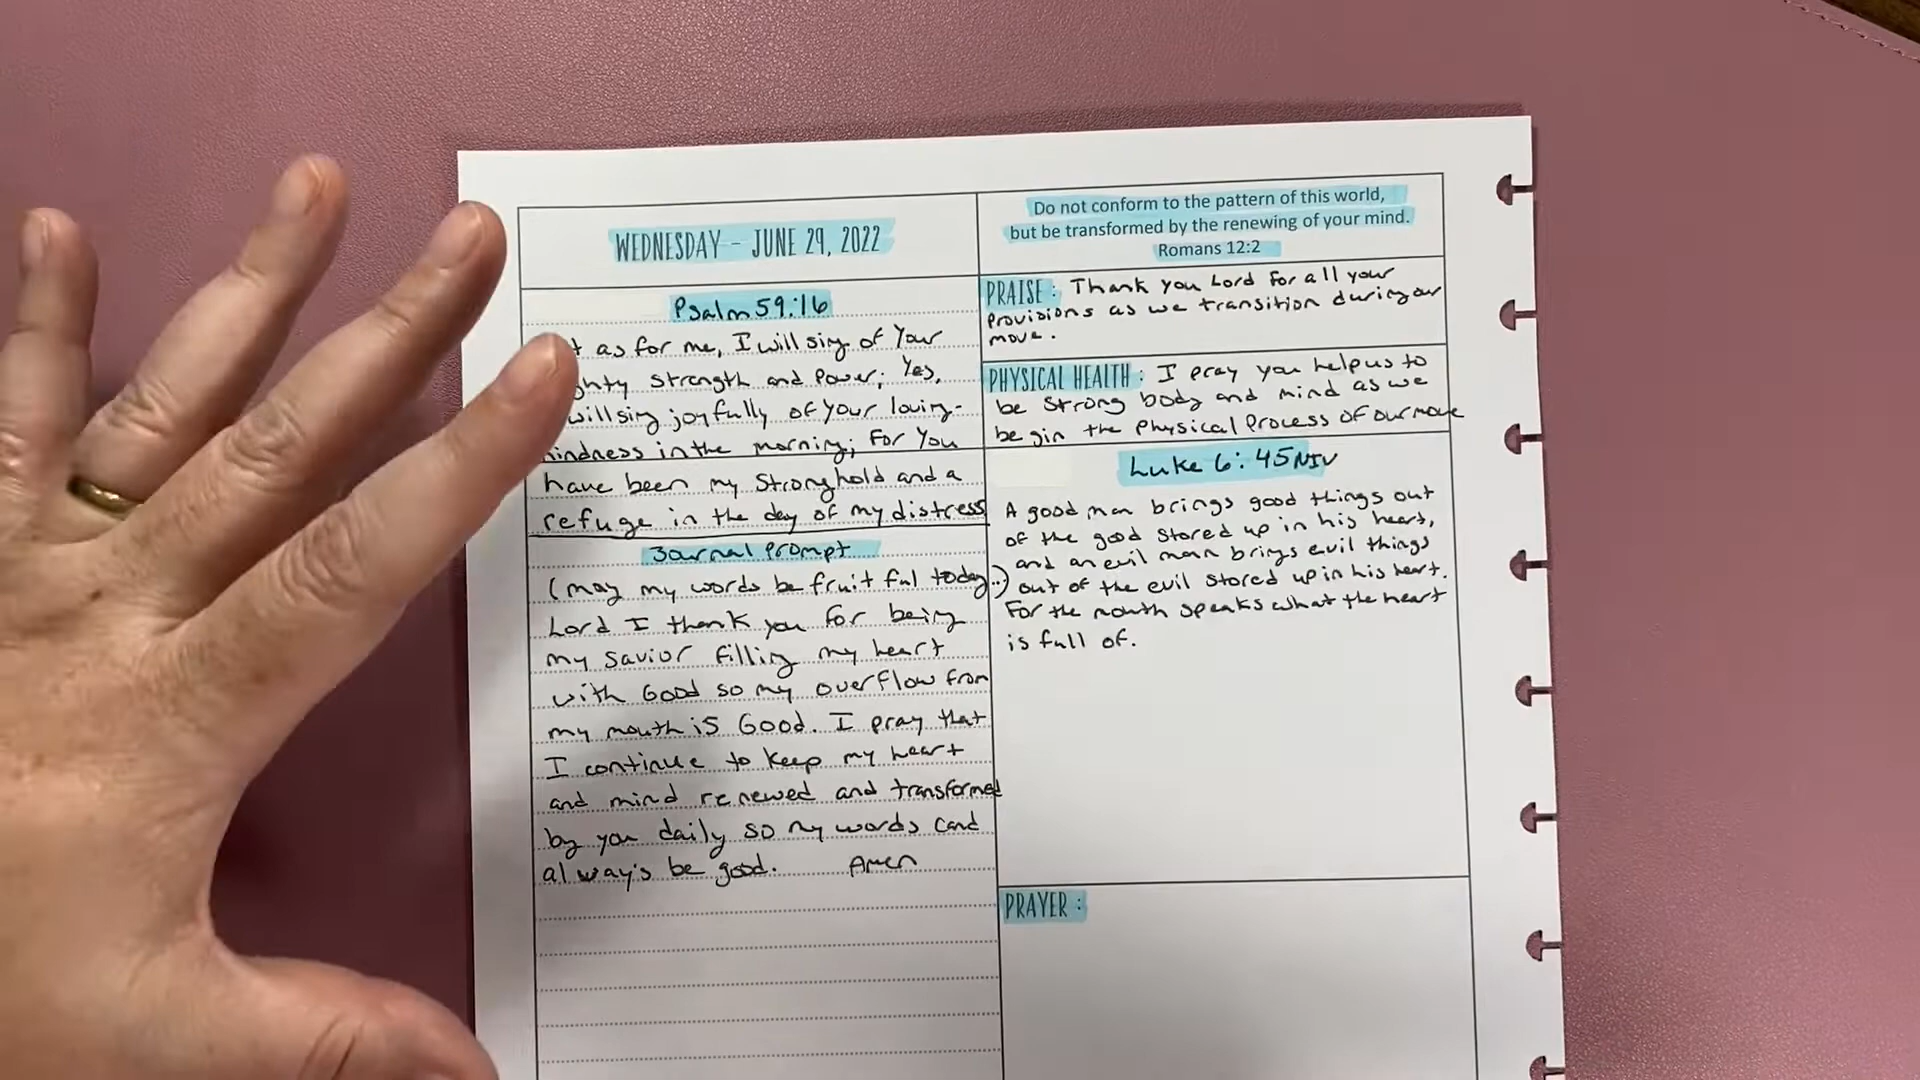 WEDNESDAY - JUNE 29, 2022
Psalm 59:16
as for me, I will sing of Your
Strength and Power; Yes,
will sing joyfully of Your loving-
kindness in the morning; For You
have been my Stronghold and a
refuge in the day of my distress
Journal Prompt
(may my words be fruitful today...)
Lord I thank you for being
my savior filling my heart
with Good so my overflow from
my mouth is Good. I pray that
I continue to keep my heart
and mind renewed and transformed
by you daily so my words can
always be good. Amen
Do not conform to the pattern of this world,
but be transformed by the renewing of your mind.
Romans 12:2
PRAISE: Thank you Lord for all your
provisions as we transition during our
move.
PHYSICAL HEALTH: I pray you help us to
be strong body and mind as we
begin the physical process of our move
Luke 6:45 NIV
A good man brings good things out
of the good stored up in his heart,
and an evil man brings evil things
out of the evil stored up in his heart.
For the mouth speaks what the heart
is full of.
PRAYER: